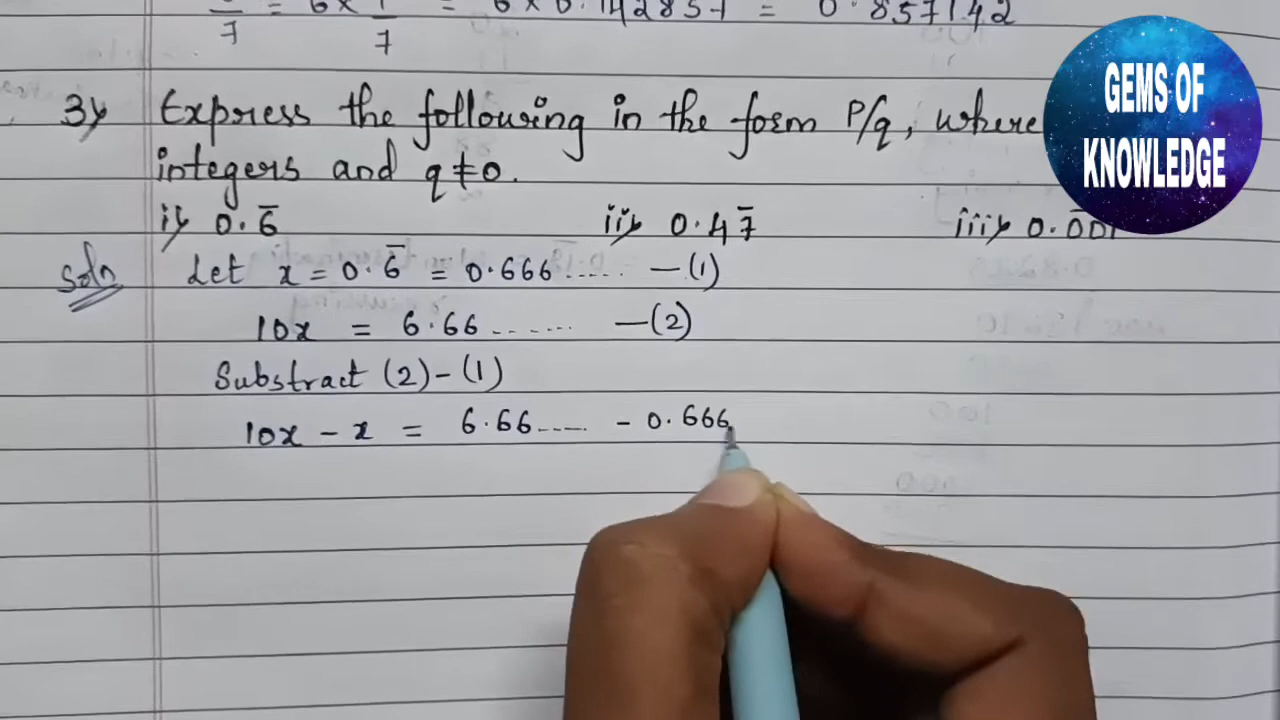 7 = 6 × 7 = 6 × 0.142857 = 0.857142
3) Express the following in the form P/q, where
integers and q ≠ 0.
i) 0.6̅ ii) 0.47̅ iii) 0.0̅01
Soln Let x = 0.6̅ = 0.666...... —(1)
10x = 6.66........ —(2)
Substract (2)-(1)
10x - x = 6.66..... - 0.666
GEMS OF
KNOWLEDGE